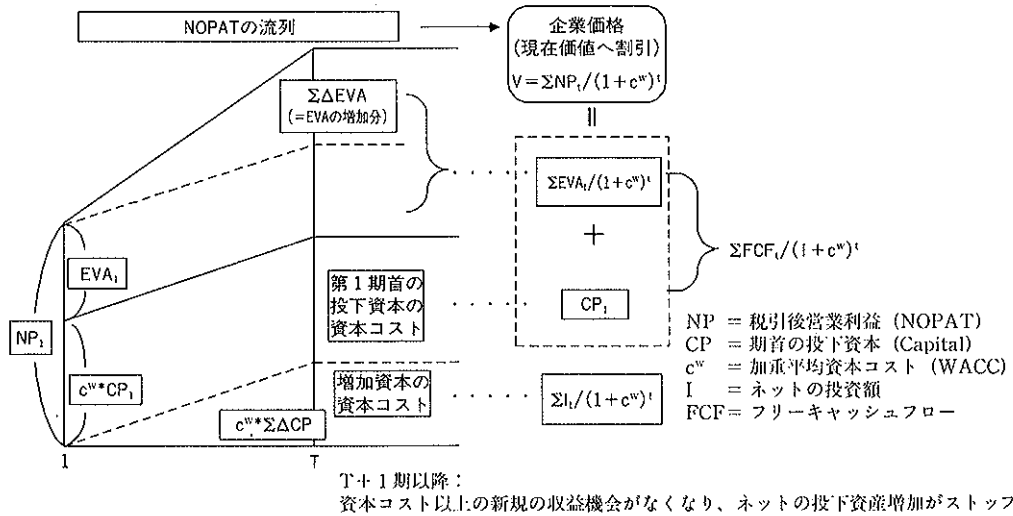 NOPATの流列
企業価格
(現在価値へ割引)
V=ΣNPₜ/(1+cʷ)ᵗ
ΣΔEVA
(=EVAの増加分)
ΣEVAₜ/(1+cʷ)ᵗ
+
ΣFCFₜ/(1+cʷ)ᵗ
EVA₁
第1期首の
投下資本の
資本コスト
CP₁
NP₁
cʷ*CP₁
増加資本の
資本コスト
ΣIₜ/(1+cʷ)ᵗ
cʷ*ΣΔCP
1
T
NP = 税引後営業利益 (NOPAT)
CP = 期首の投下資本 (Capital)
cʷ = 加重平均資本コスト (WACC)
I = ネットの投資額
FCF= フリーキャッシュフロー
T+1期以降:
資本コスト以上の新規の収益機会がなくなり、ネットの投下資産増加がストップ